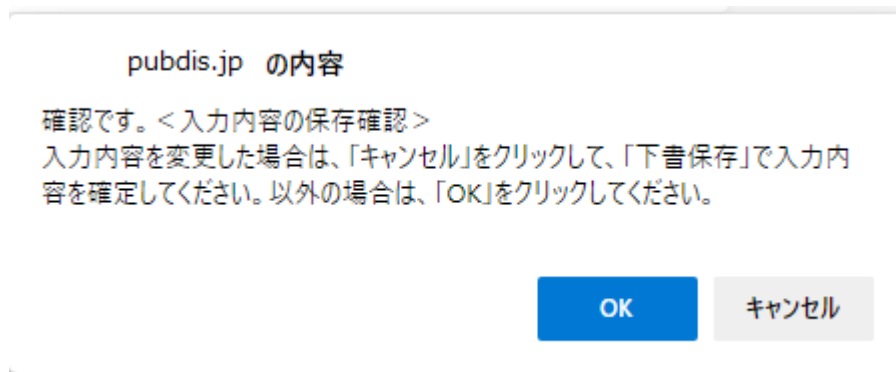 pubdis.jp の内容
確認です。＜入力内容の保存確認＞
入力内容を変更した場合は、「キャンセル」をクリックして、「下書保存」で入力内
容を確定してください。以外の場合は、「OK」をクリックしてください。
OK
キャンセル